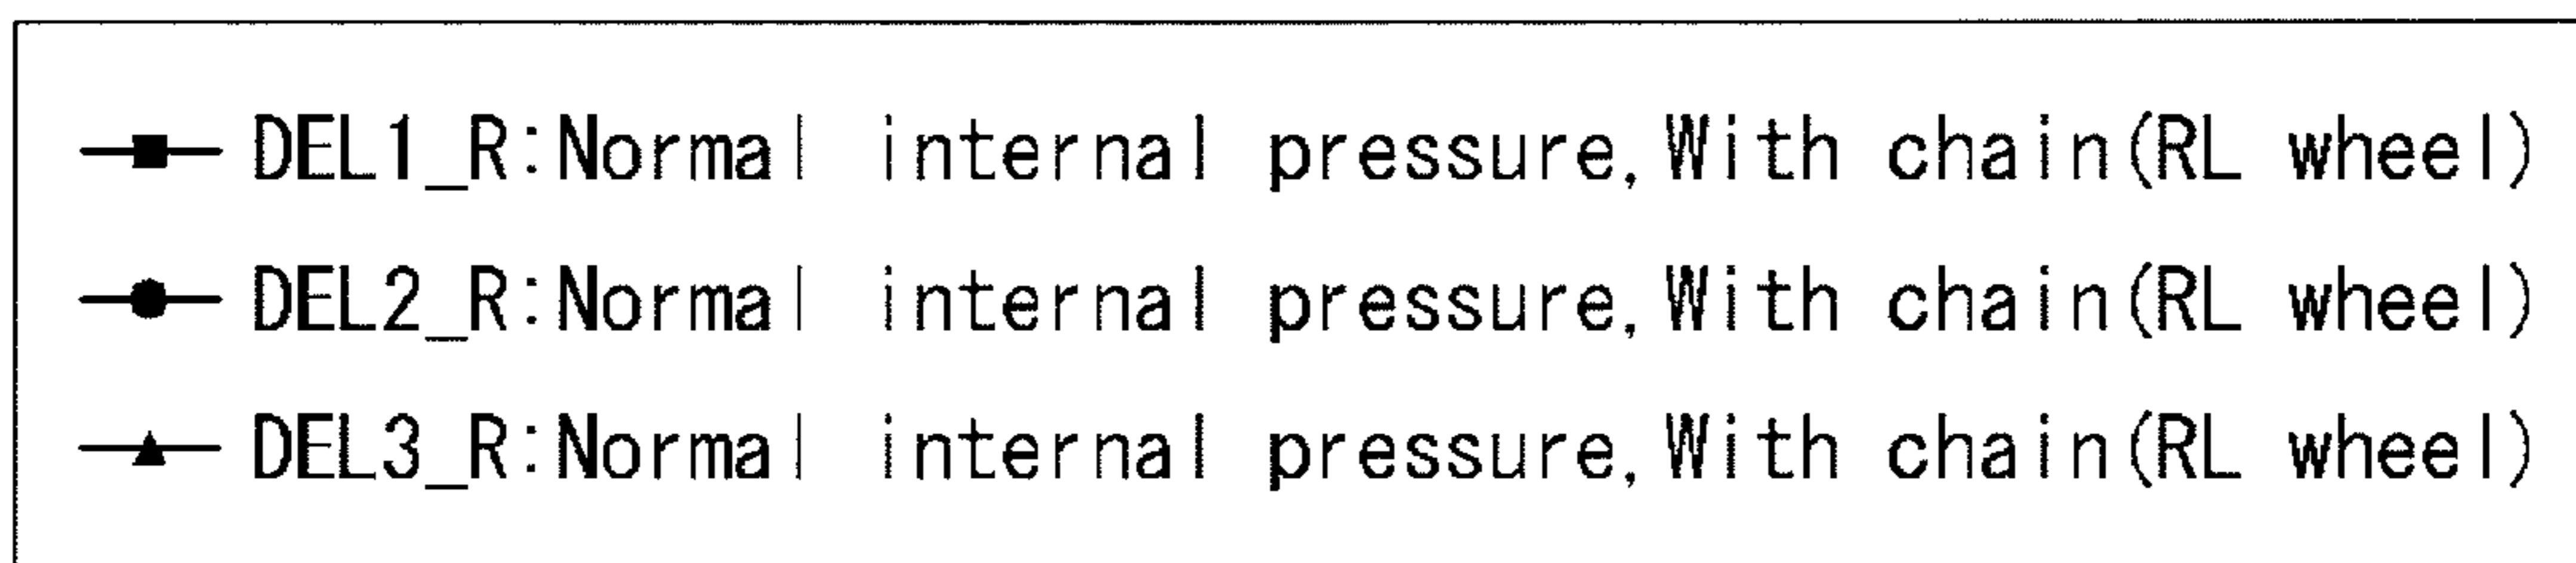 DEL1_R:Normal internal pressure,With chain(RL wheel)
DEL2_R:Normal internal pressure,With chain(RL wheel)
DEL3_R:Normal internal pressure,With chain(RL wheel)